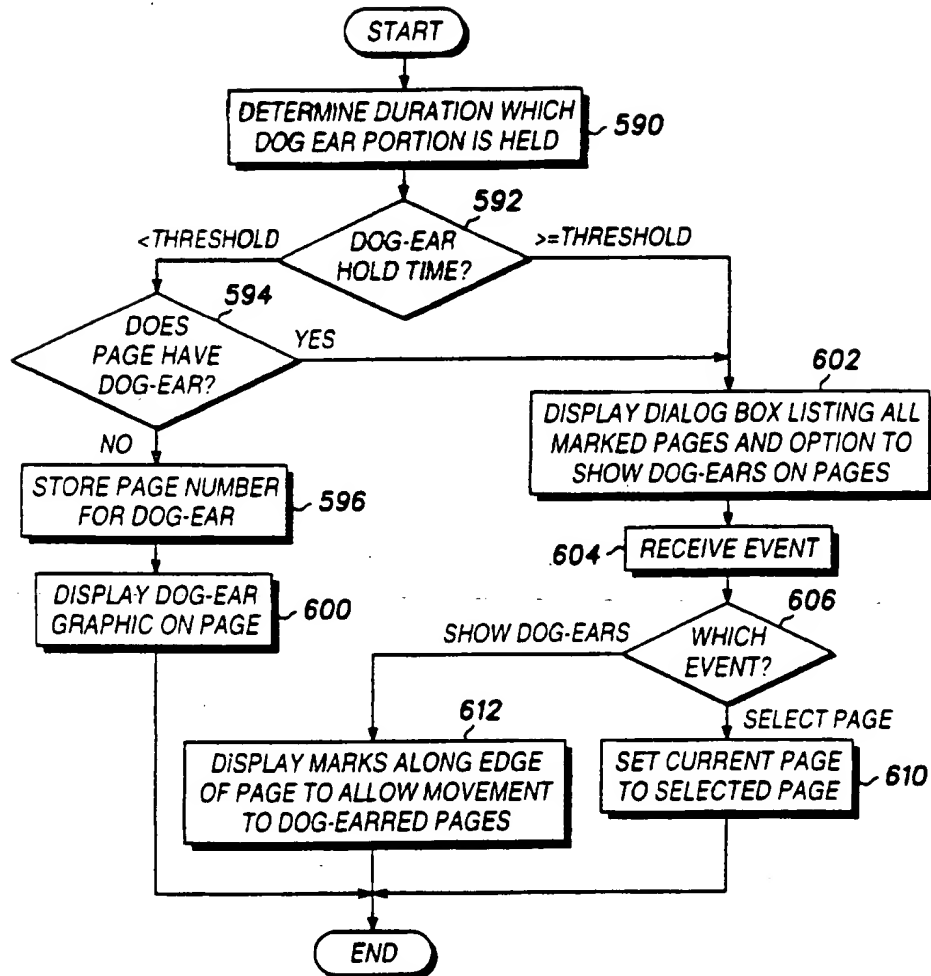 START
DETERMINE DURATION WHICH
DOG EAR PORTION IS HELD
590
592
<THRESHOLD
DOG-EAR
HOLD TIME?
>=THRESHOLD
594
DOES
PAGE HAVE
DOG-EAR?
YES
NO
602
DISPLAY DIALOG BOX LISTING ALL
MARKED PAGES AND OPTION TO
SHOW DOG-EARS ON PAGES
STORE PAGE NUMBER
FOR DOG-EAR
596
604
RECEIVE EVENT
DISPLAY DOG-EAR
GRAPHIC ON PAGE
600
606
SHOW DOG-EARS
WHICH
EVENT?
SELECT PAGE
612
DISPLAY MARKS ALONG EDGE
OF PAGE TO ALLOW MOVEMENT
TO DOG-EARRED PAGES
SET CURRENT PAGE
TO SELECTED PAGE
610
END